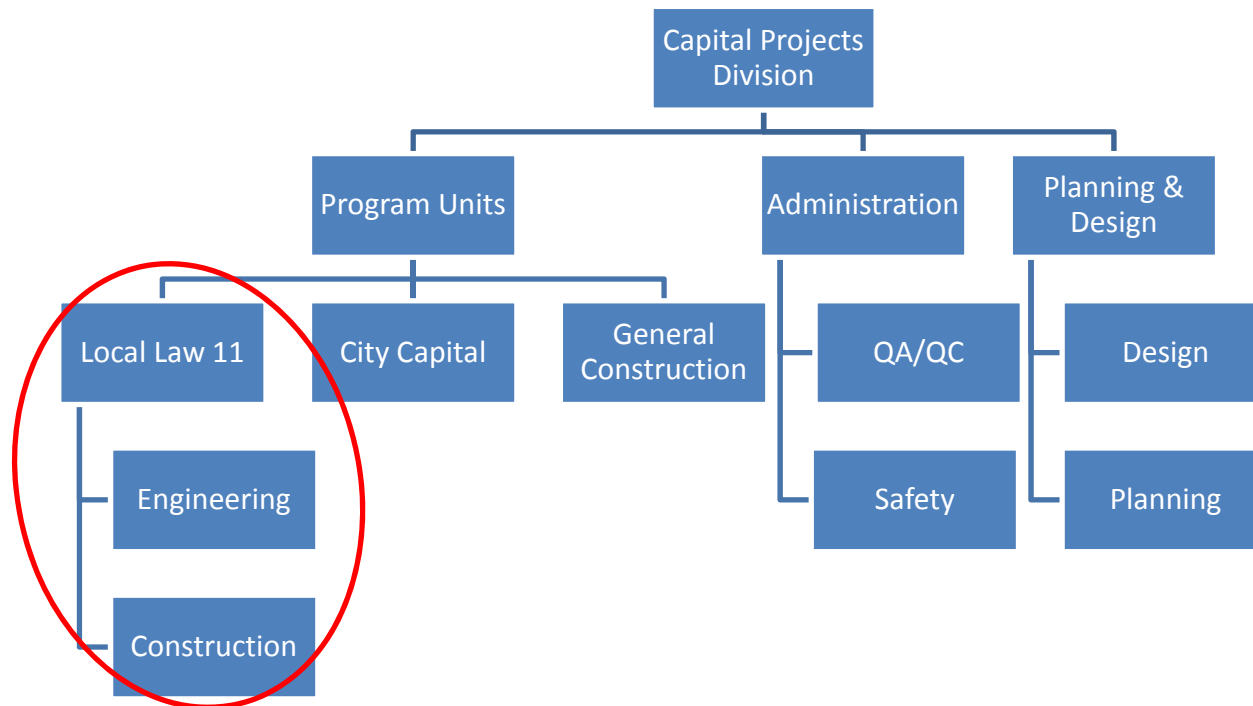 Capital Projects
Division
Program Units
Administration
Planning &
Design
Local Law 11
City Capital
General
Construction
QA/QC
Design
Engineering
Safety
Planning
Construction